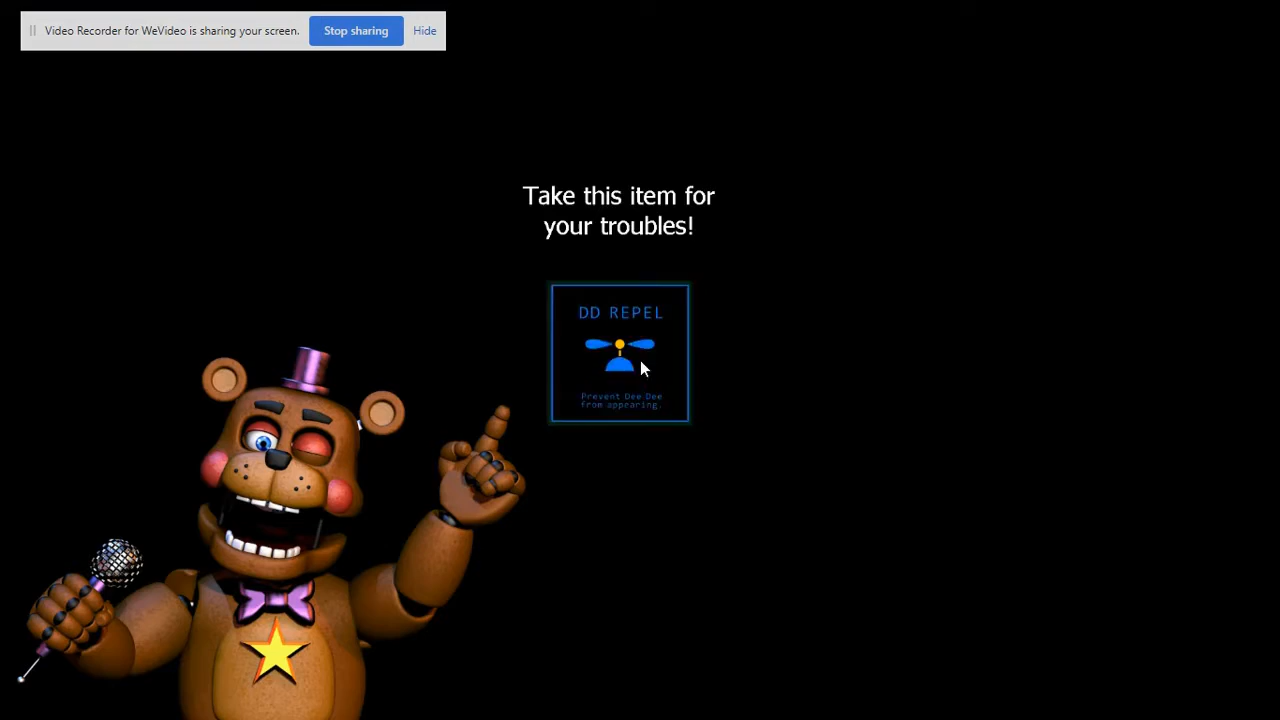 Video Recorder for WeVideo is sharing your screen. Stop sharing Hide
Take this item for
your troubles!
DD REPEL
Prevent Dee Dee
from appearing.